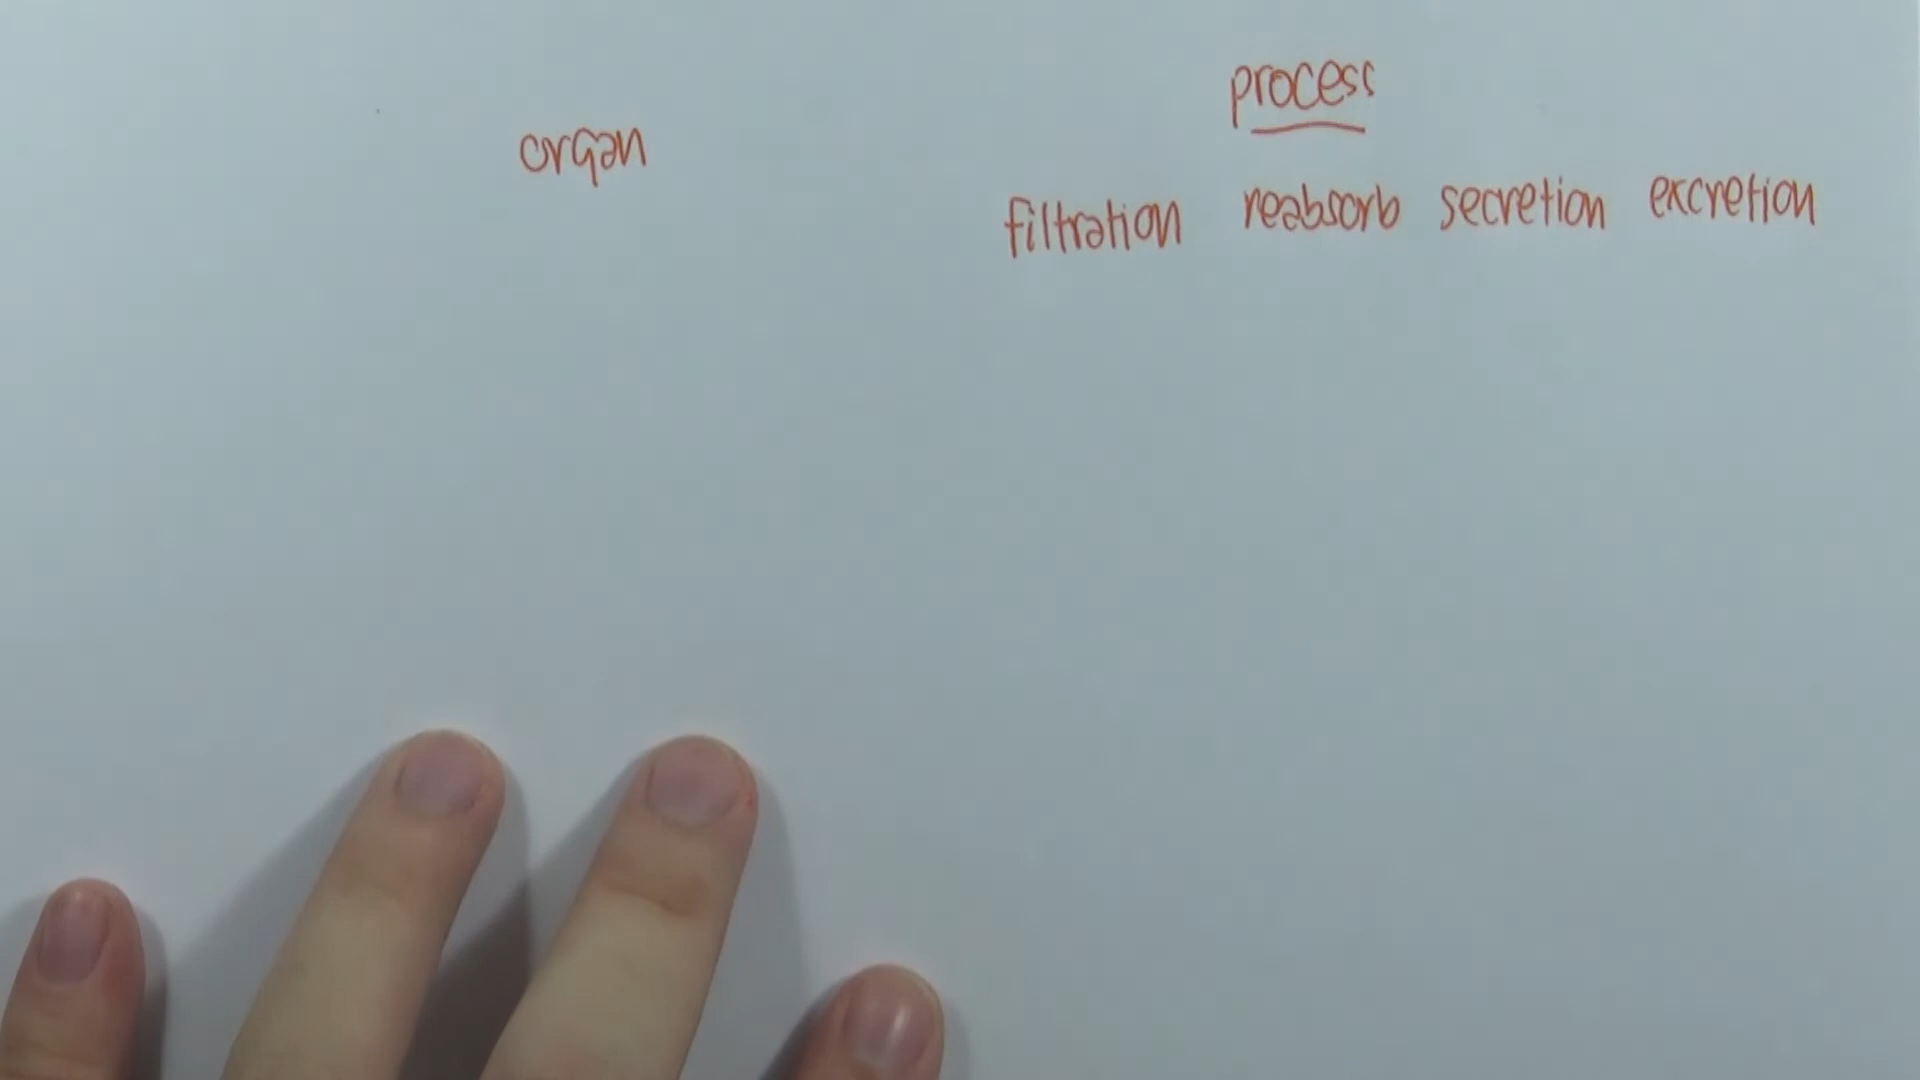 process
organ
filtration reabsorb secretion excretion